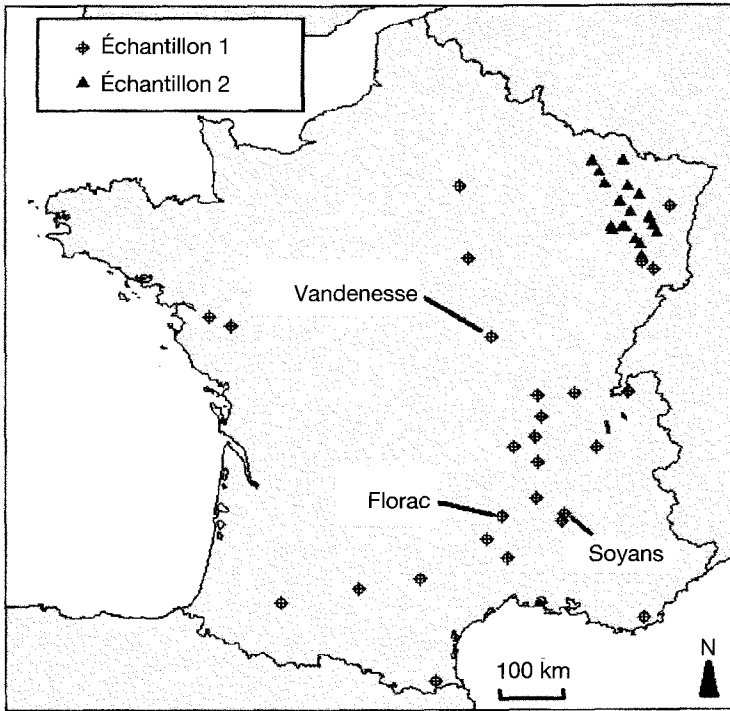 Échantillon 1
Échantillon 2
Vandenesse
Florac
Soyans
100 km
N